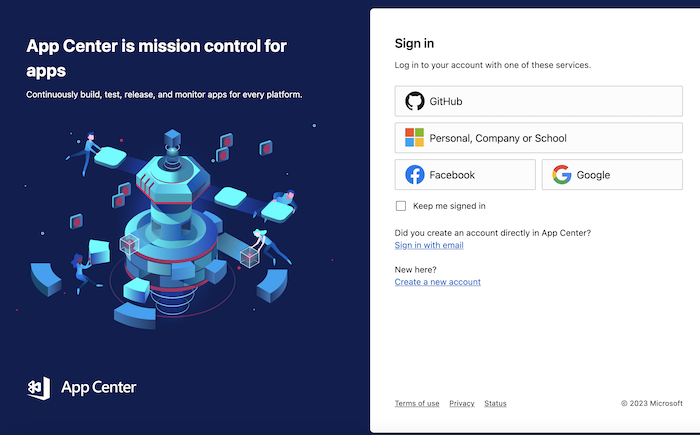 App Center is mission control for
apps
Continuously build, test, release, and monitor apps for every platform.
App Center
Sign in
Log in to your account with one of these services.
GitHub
Personal, Company or School
Facebook
Google
Keep me signed in
Did you create an account directly in App Center?
Sign in with email
New here?
Create a new account
Terms of use Privacy Status © 2023 Microsoft